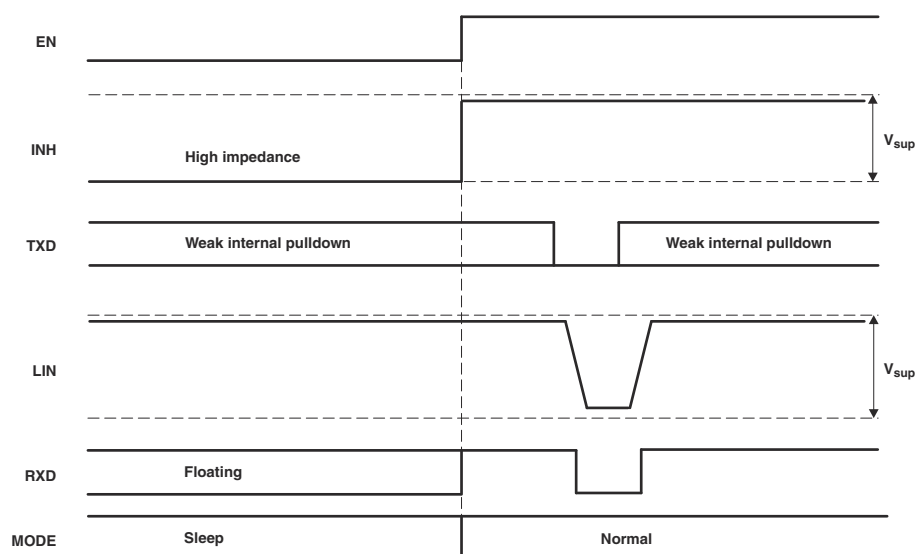 EN
INH
High impedance
V_sup
TXD
Weak internal pulldown
Weak internal pulldown
LIN
V_sup
RXD
Floating
MODE
Sleep
Normal